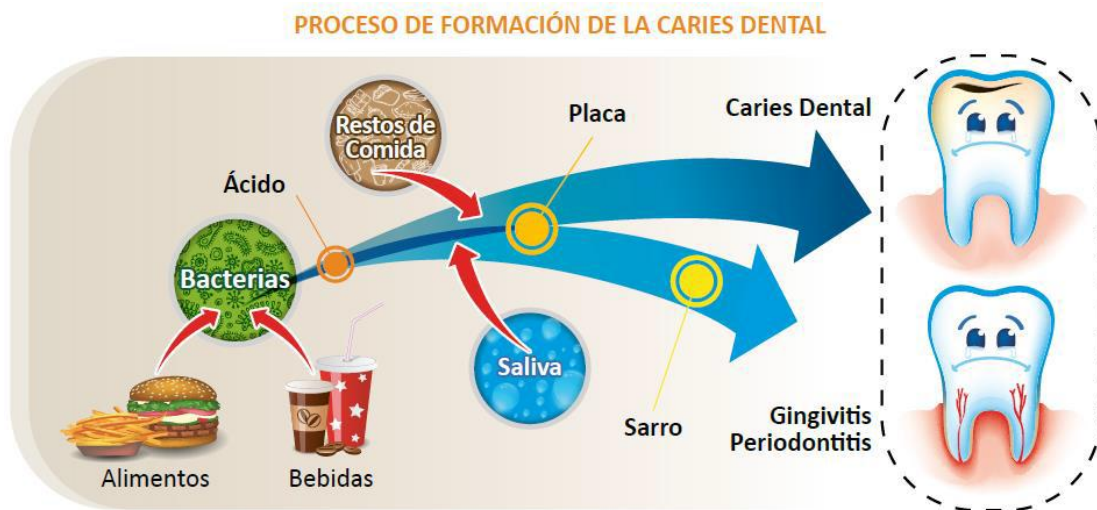 PROCESO DE FORMACIÓN DE LA CARIES DENTAL
Restos de
Comida
Placa
Caries Dental
Ácido
Bacterias
Saliva
Sarro
Gingivitis
Periodontitis
Alimentos
Bebidas